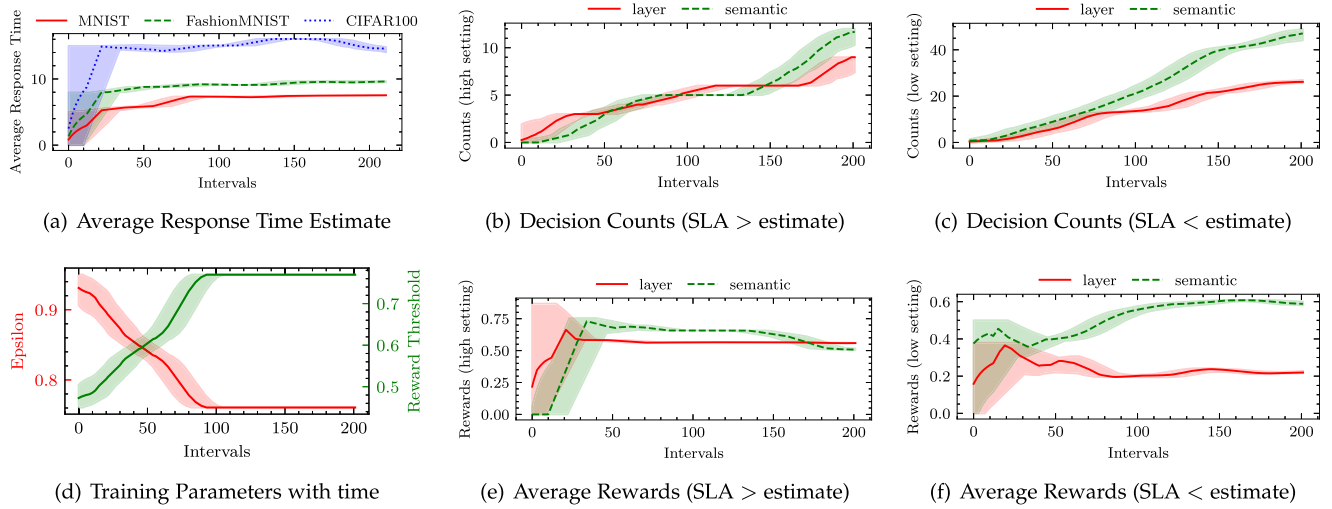 MNIST FashionMNIST CIFAR100
Average Response Time
10
0
0 50 100 150 200
Intervals
(a) Average Response Time Estimate
layer semantic
Counts (high setting)
10
5
0
0 50 100 150 200
Intervals
(b) Decision Counts (SLA > estimate)
layer semantic
Counts (low setting)
40
20
0
0 50 100 150 200
Intervals
(c) Decision Counts (SLA < estimate)
Epsilon
0.9
0.8
Reward Threshold
0.7
0.6
0.5
0 50 100 150 200
Intervals
(d) Training Parameters with time
layer semantic
Rewards (high setting)
0.75
0.50
0.25
0.00
0 50 100 150 200
Intervals
(e) Average Rewards (SLA > estimate)
layer semantic
Rewards (low setting)
0.6
0.4
0.2
0.0
0 50 100 150 200
Intervals
(f) Average Rewards (SLA < estimate)